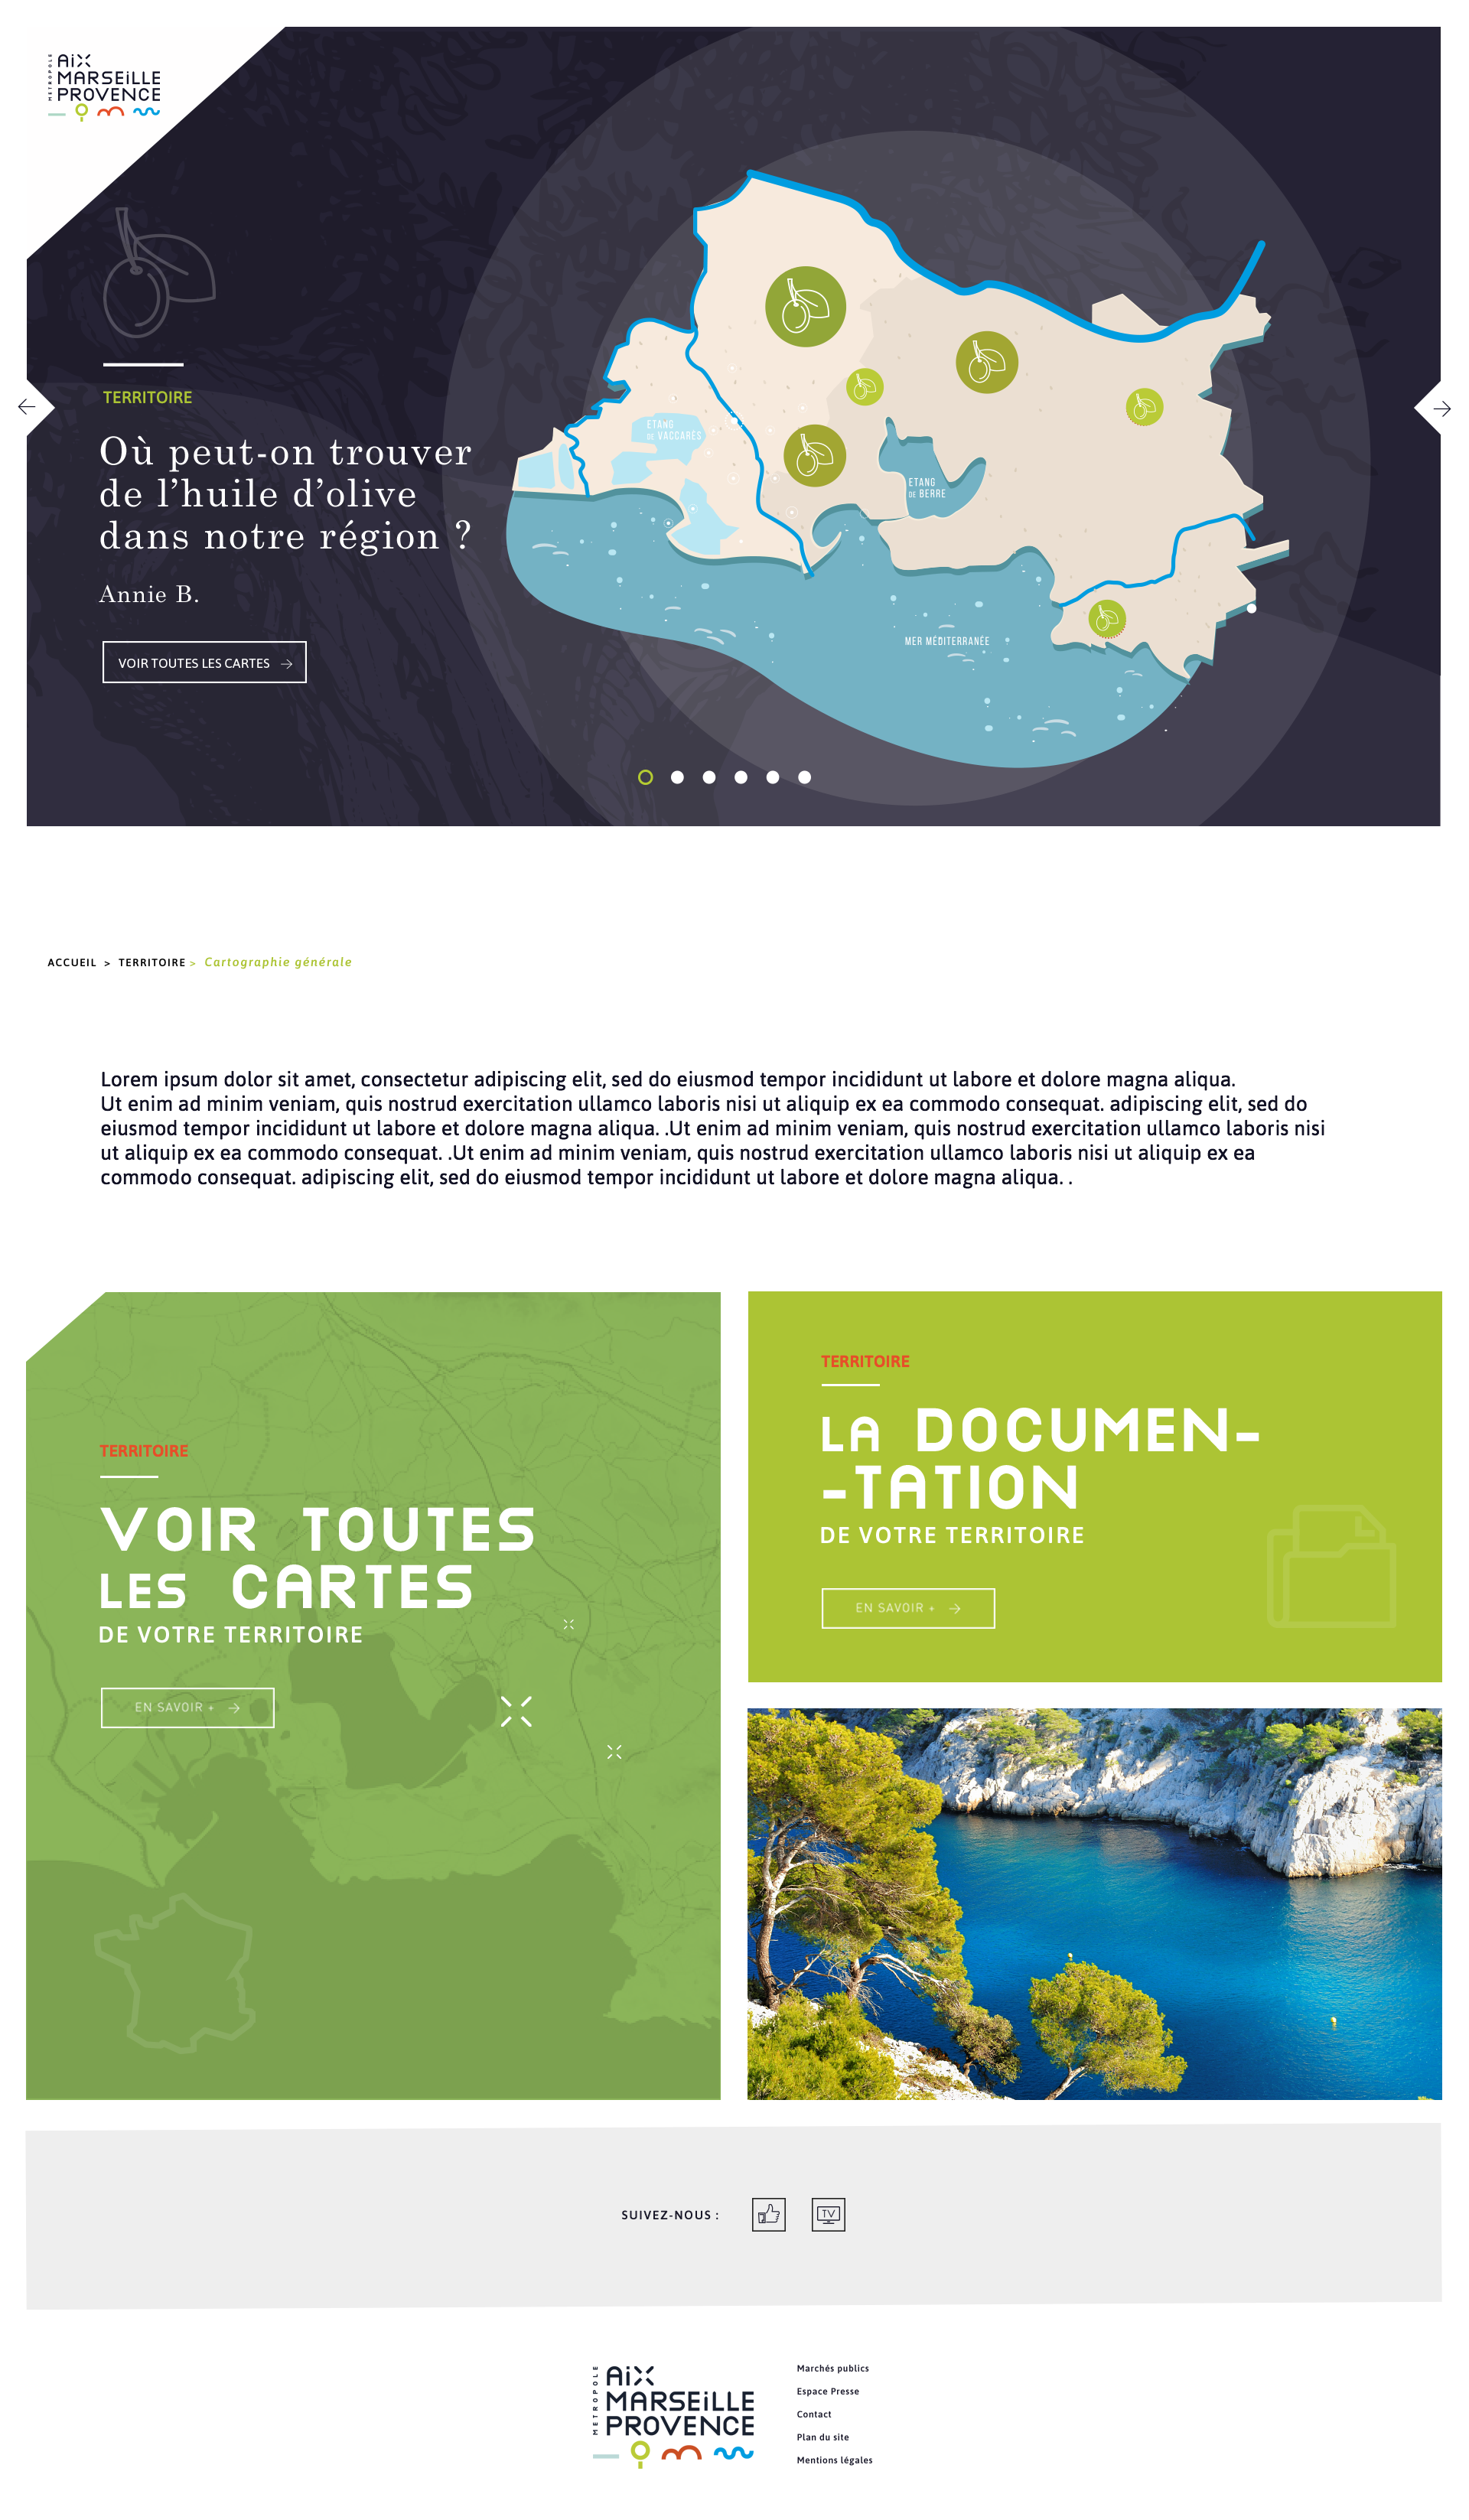 METROPOLE
AiX
MARSEiLLE
PROVENCE
TERRITOIRE
Où peut-on trouver
de l’huile d’olive
dans notre région ?
Annie B.
VOIR TOUTES LES CARTES
ETANG
DE VACCARÈS
ETANG
DE BERRE
MER MÉDITERRANÉE
ACCUEIL > TERRITOIRE > Cartographie générale
Lorem ipsum dolor sit amet, consectetur adipiscing elit, sed do eiusmod tempor incididunt ut labore et dolore magna aliqua.
Ut enim ad minim veniam, quis nostrud exercitation ullamco laboris nisi ut aliquip ex ea commodo consequat. adipiscing elit, sed do
eiusmod tempor incididunt ut labore et dolore magna aliqua. .Ut enim ad minim veniam, quis nostrud exercitation ullamco laboris nisi
ut aliquip ex ea commodo consequat. .Ut enim ad minim veniam, quis nostrud exercitation ullamco laboris nisi ut aliquip ex ea
commodo consequat. adipiscing elit, sed do eiusmod tempor incididunt ut labore et dolore magna aliqua. .
TERRITOIRE
VOIR TOUTES
LES CARTES
DE VOTRE TERRITOIRE
EN SAVOIR +
TERRITOIRE
LA DOCUMEN-
-TATION
DE VOTRE TERRITOIRE
EN SAVOIR +
SUIVEZ-NOUS :
TV
METROPOLE
AiX
MARSEiLLE
PROVENCE
Marchés publics
Espace Presse
Contact
Plan du site
Mentions légales